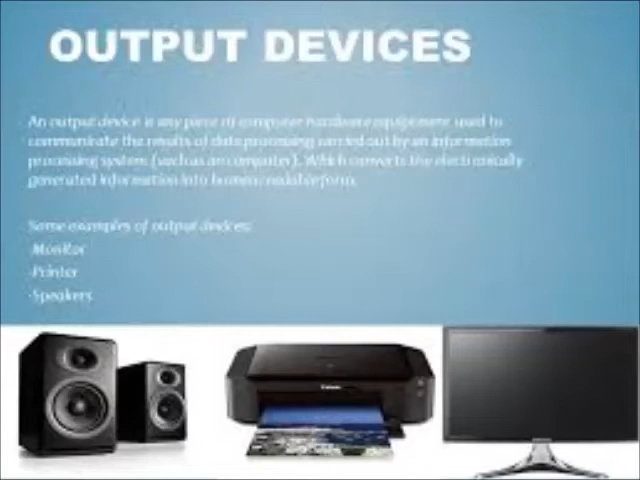 OUTPUT DEVICES
An output device is any piece of computer hardware equipment used to
communicate the results of data processing carried out by an information
processing system (such as an computer). Which converts the electronically
generated information into human readable form.
Some examples of output devices:
-Monitor
-Printer
-Speakers
Canon